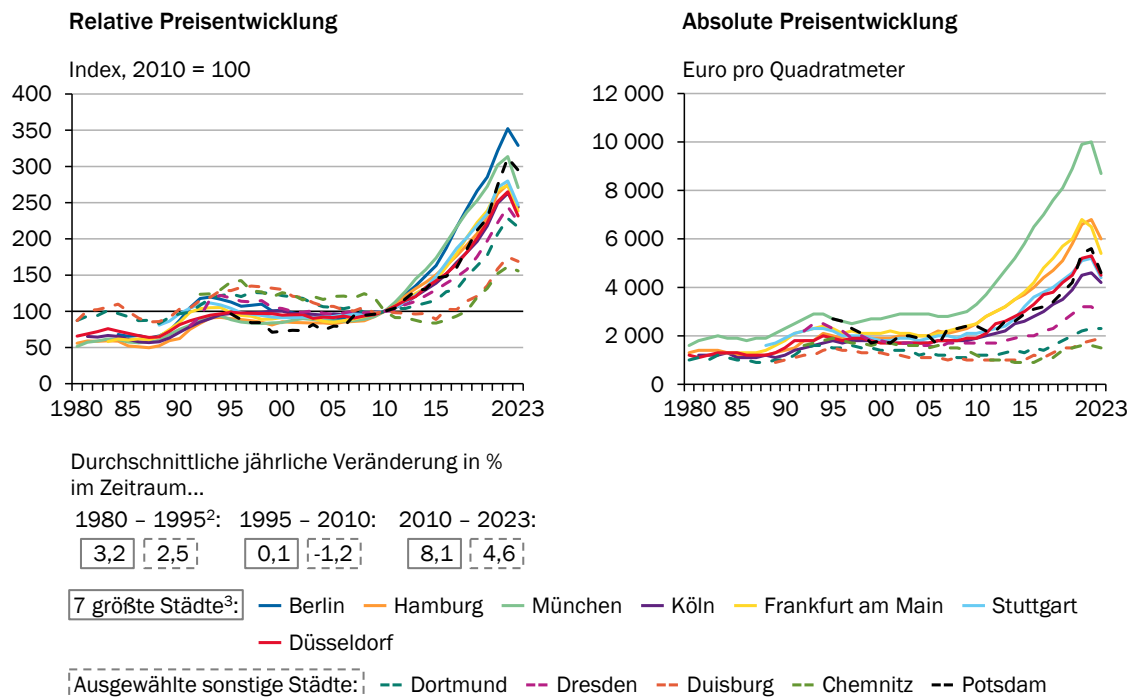 Relative Preisentwicklung
Index, 2010 = 100
400
350
300
250
200
150
100
50
0
1980 85 90 95 00 05 10 15 2023
Absolute Preisentwicklung
Euro pro Quadratmeter
12 000
10 000
8 000
6 000
4 000
2 000
0
1980 85 90 95 00 05 10 15 2023
Durchschnittliche jährliche Veränderung in %
im Zeitraum...
1980 – 1995²: 1995 – 2010: 2010 – 2023:
3,2 2,5 0,1 -1,2 8,1 4,6
7 größte Städte³: Berlin Hamburg München Köln Frankfurt am Main Stuttgart
Düsseldorf
Ausgewählte sonstige Städte: Dortmund Dresden Duisburg Chemnitz Potsdam